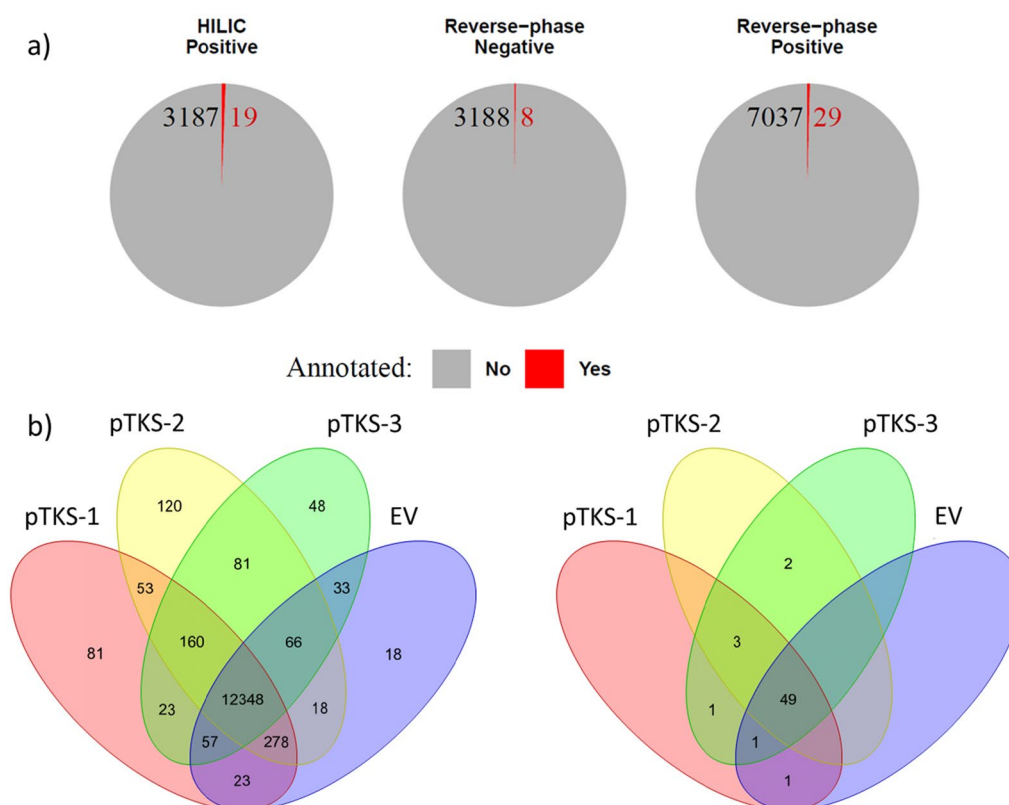 a)
HILIC
Positive
Reverse−phase
Negative
Reverse−phase
Positive
3187 19
3188 8
7037 29
Annotated: No Yes
b)
pTKS-2
pTKS-3
pTKS-1
EV
120
48
81
53
33
160
66
81
18
12348
23
18
57
278
23
pTKS-2
pTKS-3
pTKS-1
EV
2
3
49
1
1
1